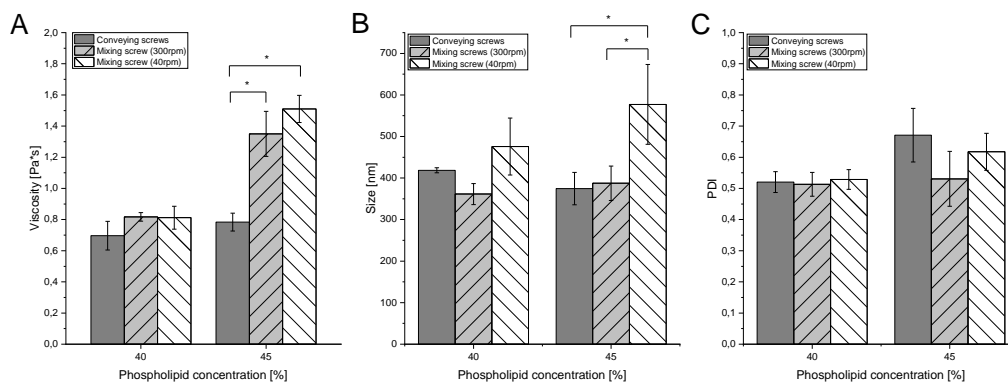 A
Conveying screws
Mixing screw (300rpm)
Mixing screw (40rpm)
2,0
1,8
1,6
1,4
1,2
1,0
0,8
0,6
0,4
0,2
0,0
Viscosity [Pa*s]
*
*
40
45
Phospholipid concentration [%]
B
Conveying screws
Mixing screws (300rpm)
Mixing screw (40rpm)
700
600
500
400
300
200
100
0
Size [nm]
*
*
40
45
Phospholipid concentration [%]
C
Conveying screws
Mixing screws (300rpm)
Mixing screw (40rpm)
1,0
0,9
0,8
0,7
0,6
0,5
0,4
0,3
0,2
0,1
0,0
PDI
40
45
Phospholipid concentration [%]